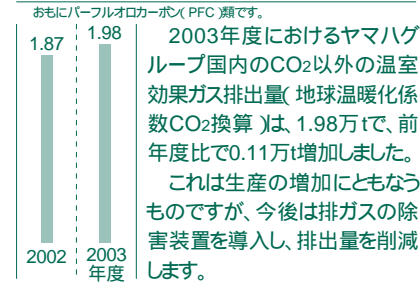 おもにパーフルオロカーボン(PFC)類です。
1.87
1.98
2002
2003
年度
2003年度におけるヤマハグ
ループ国内のCO2以外の温室
効果ガス排出量(地球温暖化係
数CO2換算)は、1.98万tで、前
年度比で0.11万t増加しました。
これは生産の増加にともなう
ものですが、今後は排ガスの除
害装置を導入し、排出量を削減
します。